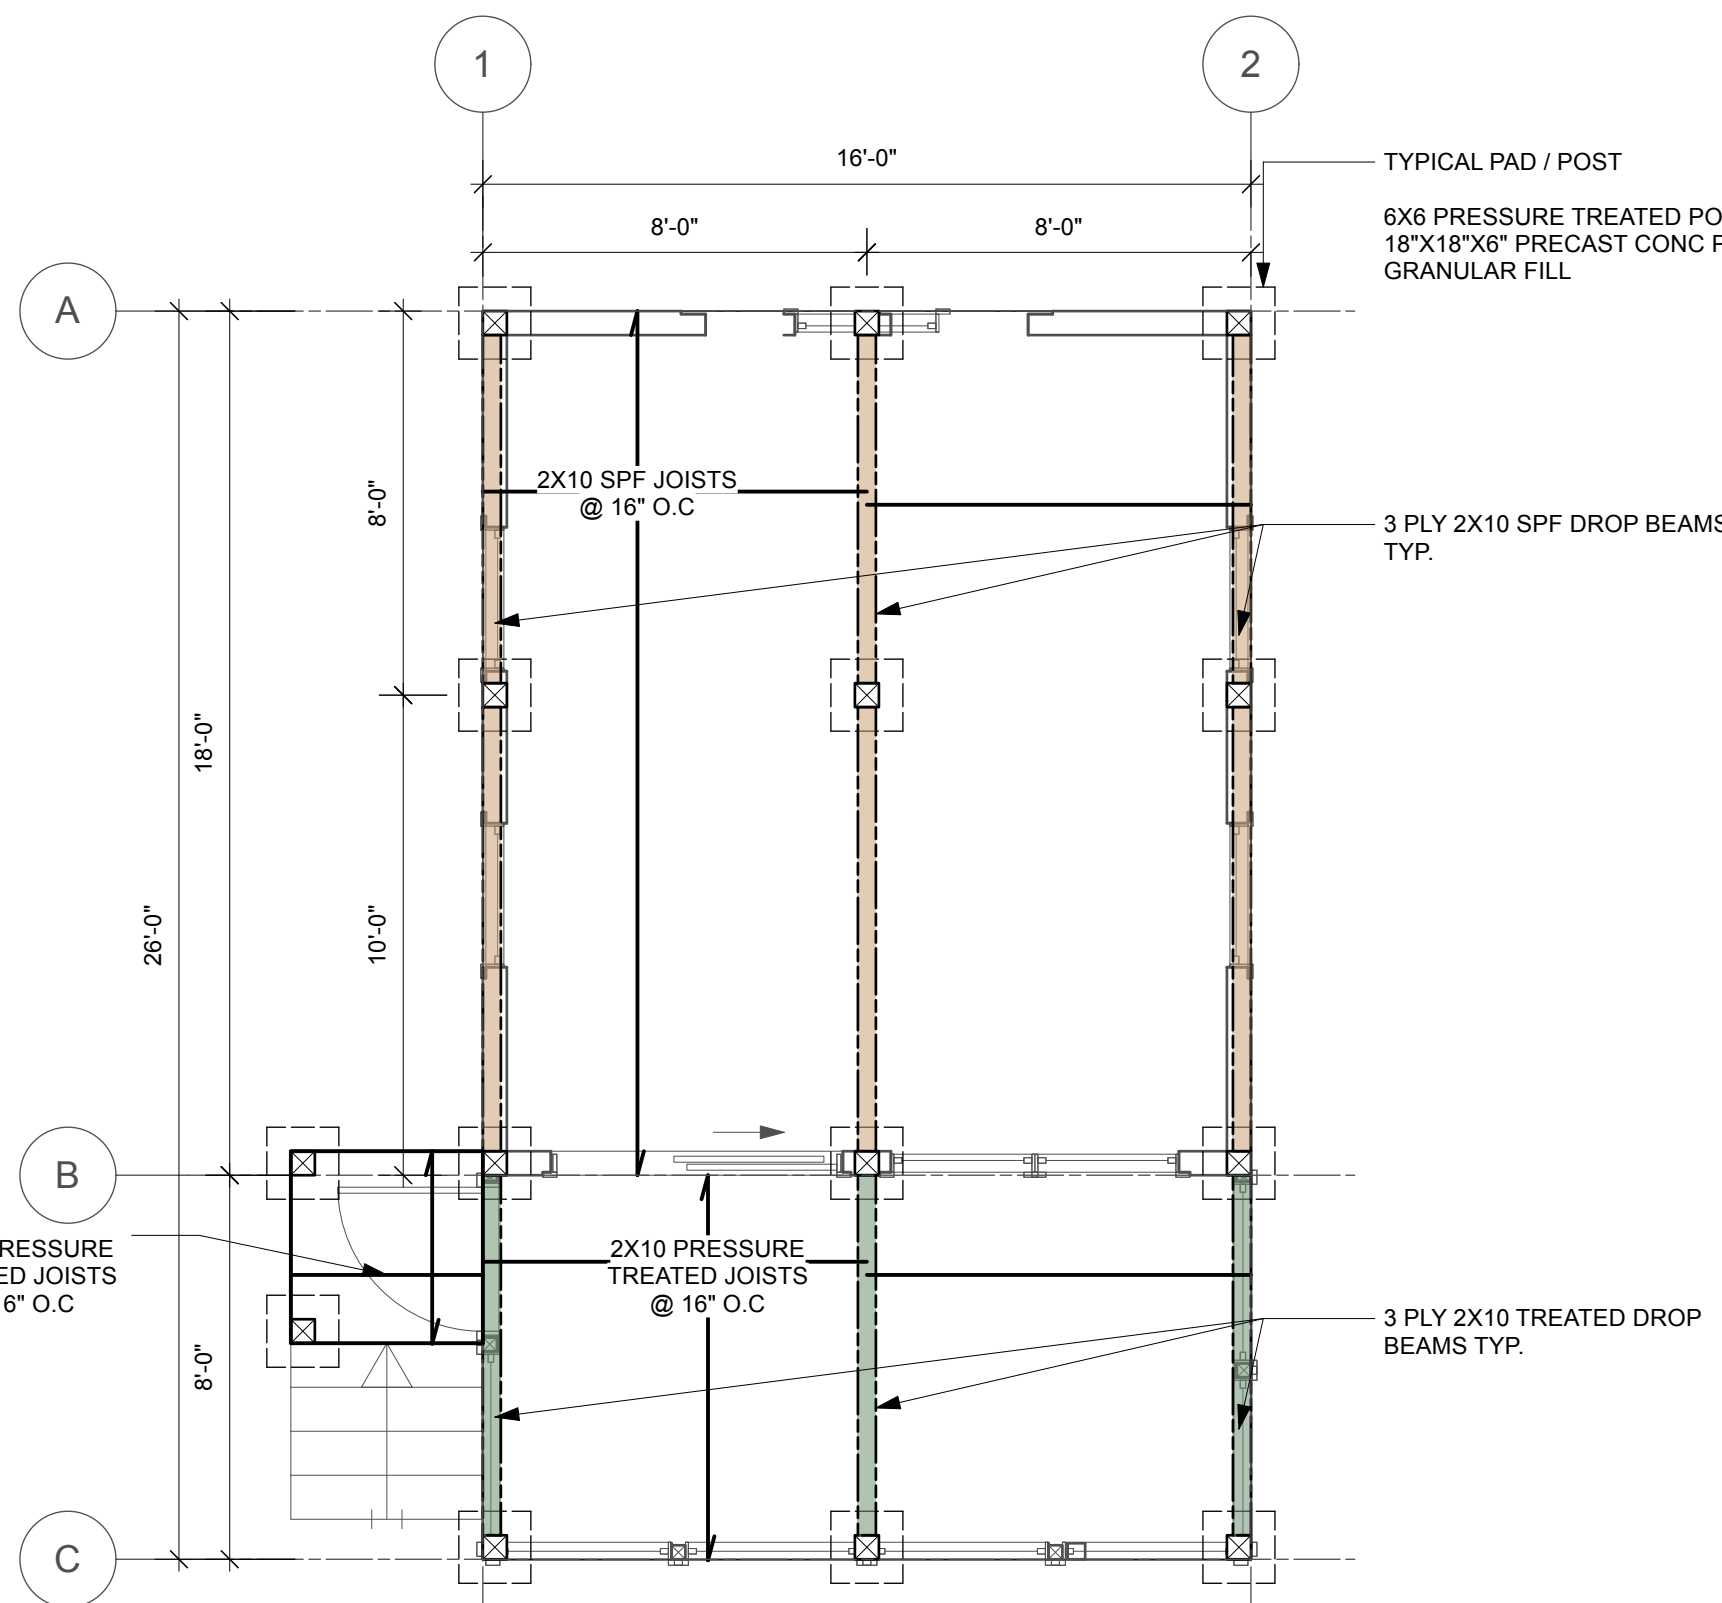 1
2
16'-0"
8'-0"
8'-0"
TYPICAL PAD / POST
6X6 PRESSURE TREATED
18"X18"X6" PRECAST CONC
GRANULAR FILL
A
2X10 SPF JOISTS
@ 16" O.C
8'-0"
3 PLY 2X10 SPF DROP BEAMS
TYP.
18'-0"
26'-0"
10'-0"
B
RESSURE
ED JOISTS
6" O.C
2X10 PRESSURE
TREATED JOISTS
@ 16" O.C
8'-0"
3 PLY 2X10 TREATED DROP
BEAMS TYP.
C